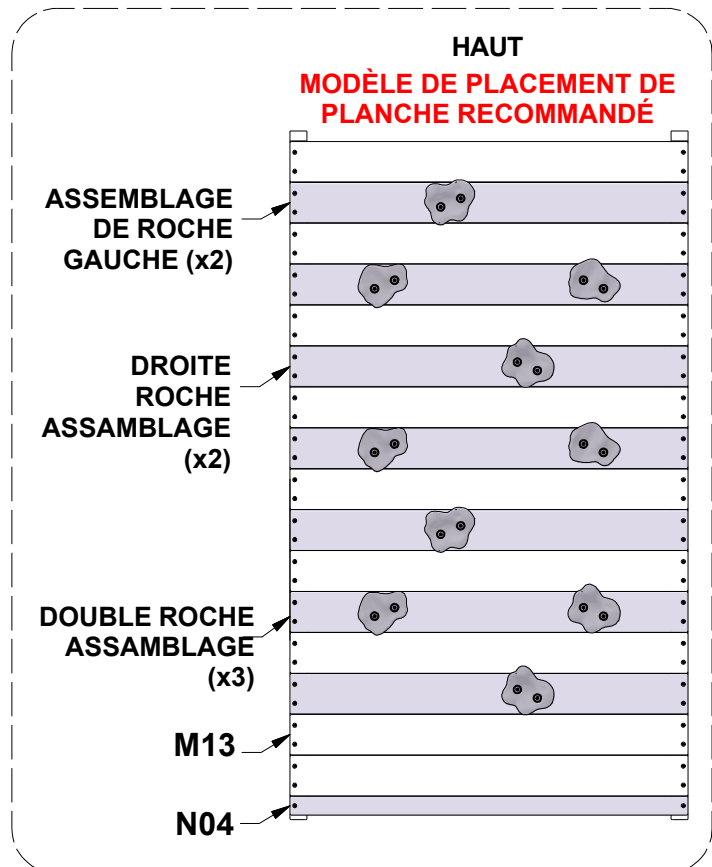 HAUT
MODÈLE DE PLACEMENT DE
PLANCHE RECOMMANDÉ
ASSEMBLAGE
DE ROCHE
GAUCHE (x2)
DROITE
ROCHE
ASSAMBLAGE
(x2)
DOUBLE ROCHE
ASSAMBLAGE
(x3)
M13
N04